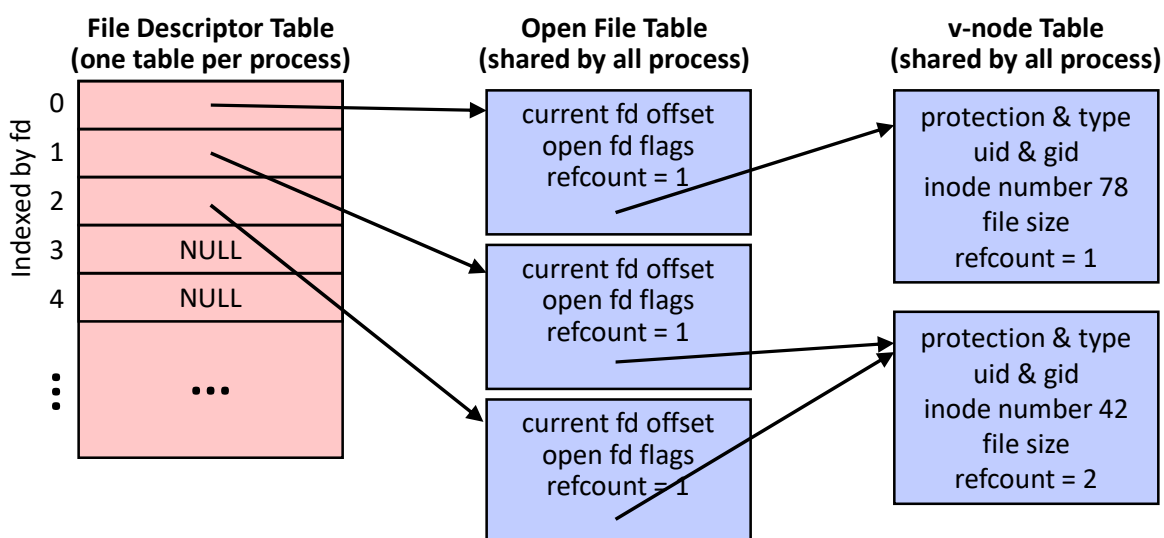 File Descriptor Table
(one table per process)
Open File Table
(shared by all process)
v-node Table
(shared by all process)
Indexed by fd
0
1
2
3
4
⋮
NULL
NULL
...
current fd offset
open fd flags
refcount = 1
current fd offset
open fd flags
refcount = 1
current fd offset
open fd flags
refcount = 1
protection & type
uid & gid
inode number 78
file size
refcount = 1
protection & type
uid & gid
inode number 42
file size
refcount = 2